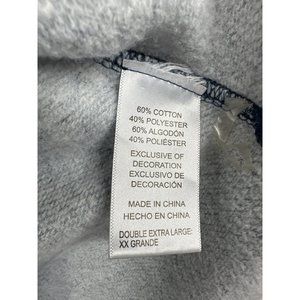 60% COTTON
40% POLYESTER
60% ALGODÓN
40% POLIÉSTER
EXCLUSIVE OF
DECORATION
EXCLUSIVO DE
DECORACIÓN
MADE IN CHINA
HECHO EN CHINA
DOUBLE EXTRA LARGE:
XX GRANDE